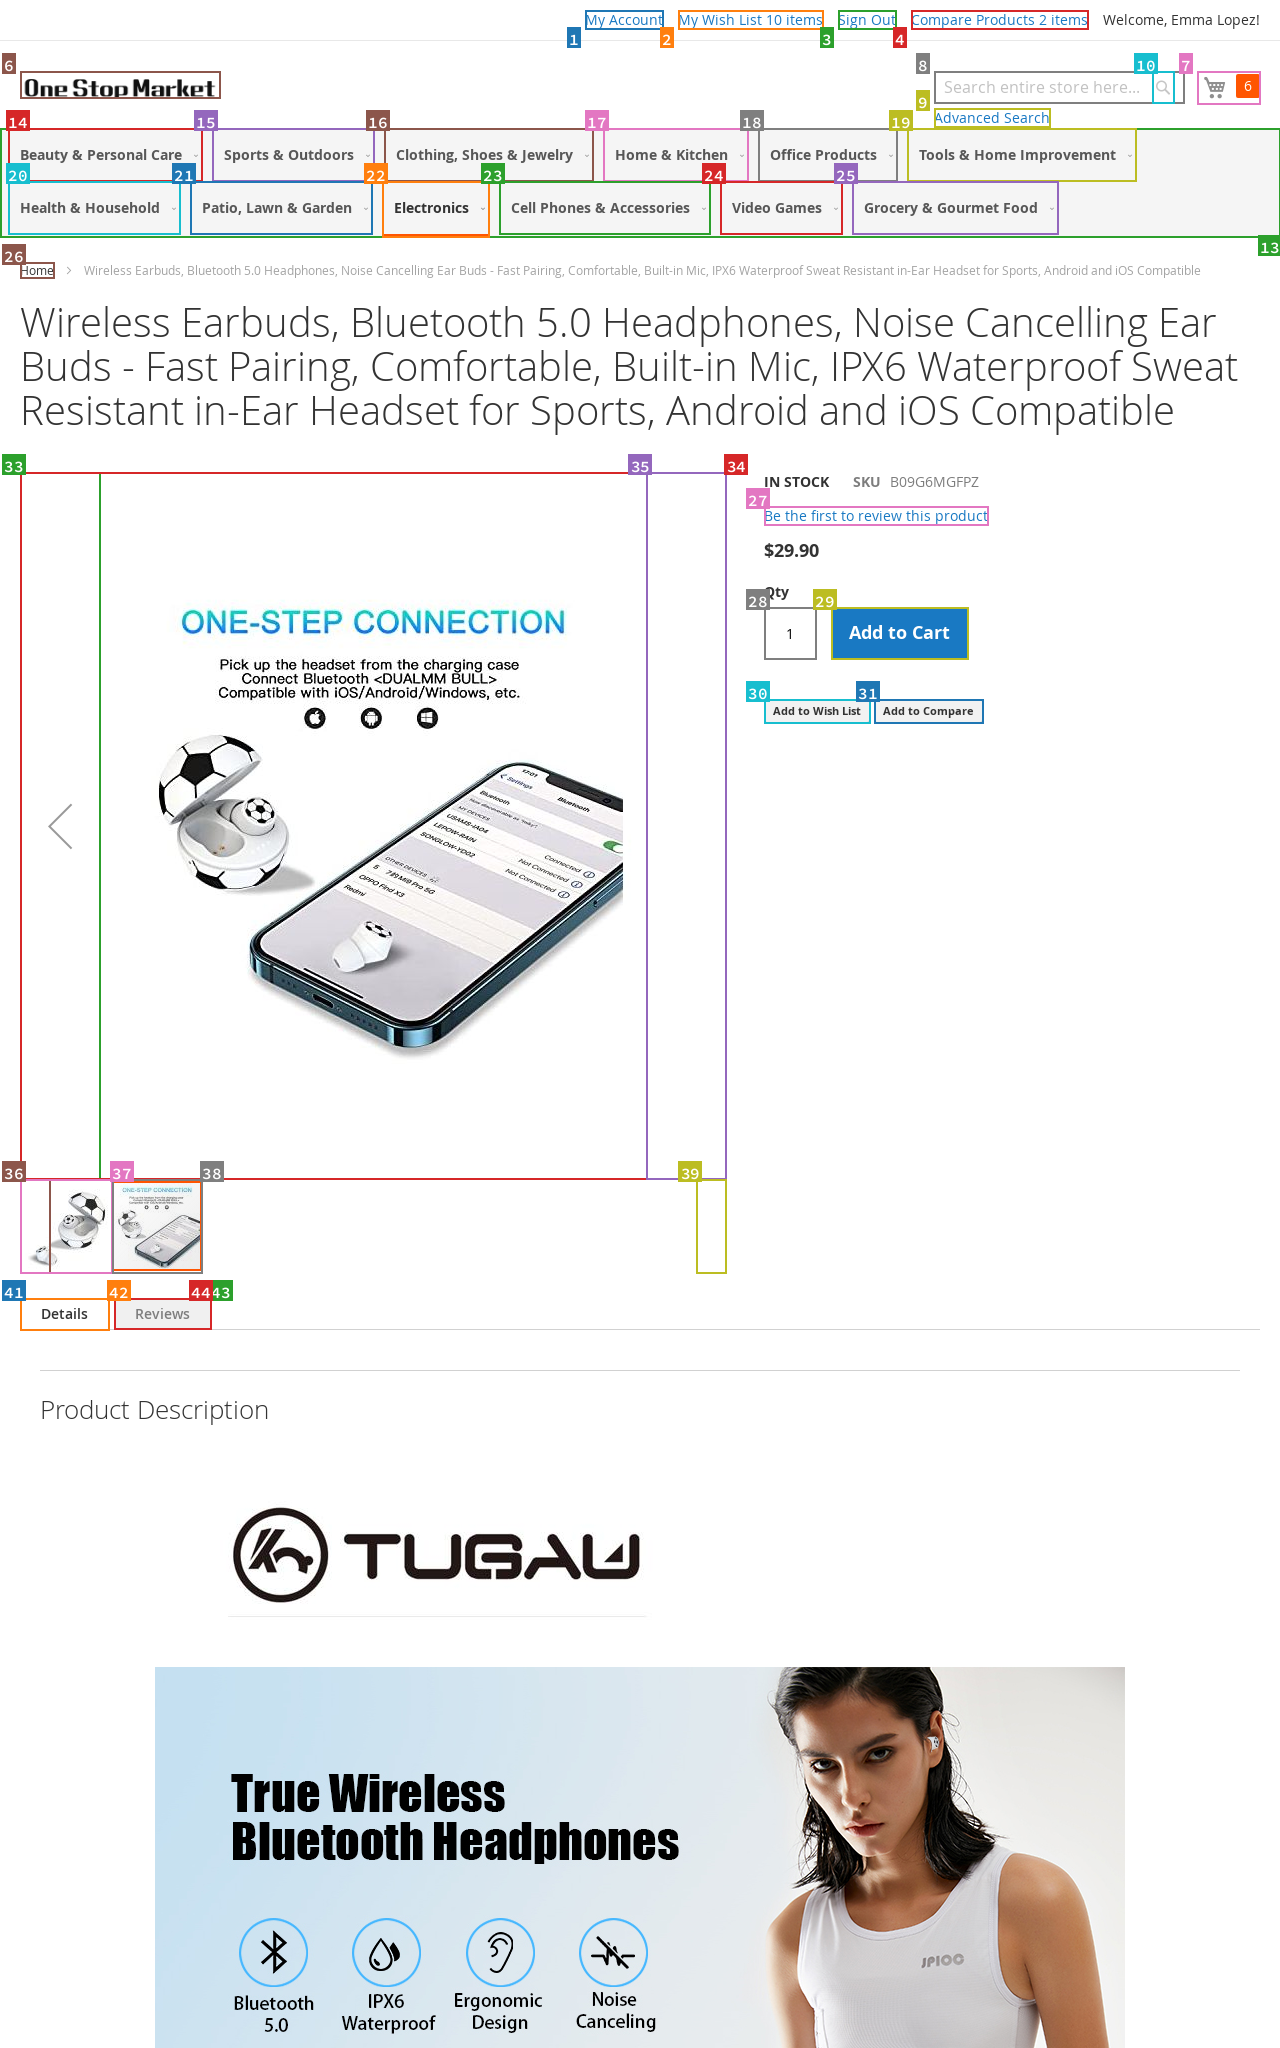 My Account
My Wish List 10 items
Sign Out
Compare Products 2 items
Welcome, Emma Lopez!
1
2
3
4
6
One Stop Market
8
Search entire store here...
10
7
6
9
Advanced Search
14
15
16
17
18
19
Beauty & Personal Care
Sports & Outdoors
Clothing, Shoes & Jewelry
Home & Kitchen
Office Products
Tools & Home Improvement
20
21
22
23
24
25
Health & Household
Patio, Lawn & Garden
Electronics
Cell Phones & Accessories
Video Games
Grocery & Gourmet Food
13
26
Home
Wireless Earbuds, Bluetooth 5.0 Headphones, Noise Cancelling Ear Buds - Fast Pairing, Comfortable, Built-in Mic, IPX6 Waterproof Sweat Resistant in-Ear Headset for Sports, Android and iOS Compatible
Wireless Earbuds, Bluetooth 5.0 Headphones, Noise Cancelling Ear
Buds - Fast Pairing, Comfortable, Built-in Mic, IPX6 Waterproof Sweat
Resistant in-Ear Headset for Sports, Android and iOS Compatible
33
35
34
IN STOCK
SKU B09G6MGFPZ
27
Be the first to review this product
$29.90
Qty
28
29
1
Add to Cart
30
31
Add to Wish List
Add to Compare
ONE-STEP CONNECTION
Pick up the headset from the charging case
Connect Bluetooth <DUALMM BULL>
Compatible with iOS/Android/Windows, etc.
17:01
Settings
Bluetooth
Bluetooth
MY DEVICES
USAMS-IA04
LEPOW-RAIN
Connected
SONGLOW-YD02
Not Connected
Not Connected
OTHER DEVICES
OPPO Find X3
Redmi
36
37
38
39
ONE-STEP CONNECTION
41
42
44
43
Details
Reviews
Product Description
TUGAU
True Wireless
Bluetooth Headphones
Bluetooth
5.0
IPX6
Waterproof
Ergonomic
Design
Noise
Canceling
JPIOO